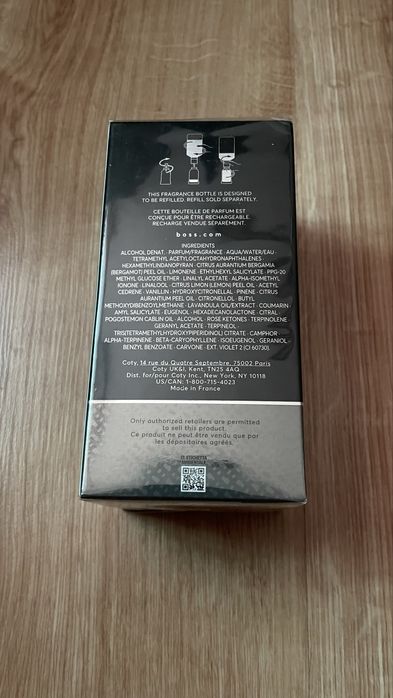 THIS FRAGRANCE BOTTLE IS DESIGNED
TO BE REFILLED. REFILL SOLD SEPARATELY.
CETTE BOUTEILLE DE PARFUM EST
CONÇUE POUR ÊTRE RECHARGEABLE.
RECHARGE VENDUE SÉPARÉMENT.
boss.com
INGREDIENTS
ALCOHOL DENAT. · PARFUM/FRAGRANCE · AQUA/WATER/EAU ·
TETRAMETHYL ACETYLOCTAHYDRONAPHTHALENES ·
HEXAMETHYLINDANOPYRAN · CITRUS AURANTIUM BERGAMIA
(BERGAMOT) PEEL OIL · LIMONENE · ETHYLHEXYL SALICYLATE · PPG-20
METHYL GLUCOSE ETHER · LINALYL ACETATE · ALPHA-ISOMETHYL
IONONE · LINALOOL · CITRUS LIMON (LEMON) PEEL OIL · ACETYL
CEDRENE · VANILLIN · HYDROXYCITRONELLAL · PINENE · CITRUS
AURANTIUM PEEL OIL · CITRONELLOL · BUTYL
METHOXYDIBENZOYLMETHANE · LAVANDULA OIL/EXTRACT · COUMARIN ·
AMYL SALICYLATE · EUGENOL · HEXADECANOLACTONE · CITRAL ·
POGOSTEMON CABLIN OIL · ALCOHOL · ROSE KETONES · TERPINOLENE ·
GERANYL ACETATE · TERPINEOL ·
TRIS(TETRAMETHYLHYDROXYPIPERIDINOL) CITRATE · CAMPHOR ·
ALPHA-TERPINENE · BETA-CARYOPHYLLENE · ISOEUGENOL · GERANIOL ·
BENZYL BENZOATE · CARVONE · EXT. VIOLET 2 (CI 60730).
Coty, 14 rue du Quatre Septembre, 75002 Paris
Coty UK&I, Kent, TN25 4AQ
Dist. for/pour Coty Inc., New York, NY 10118
US/CAN: 1-800-715-4023
Made in France
Only authorized retailers are permitted
to sell this product.
Ce produit ne peut être vendu que par
les dépositaires agréés.
ETICHETTA
AMBIENTALE